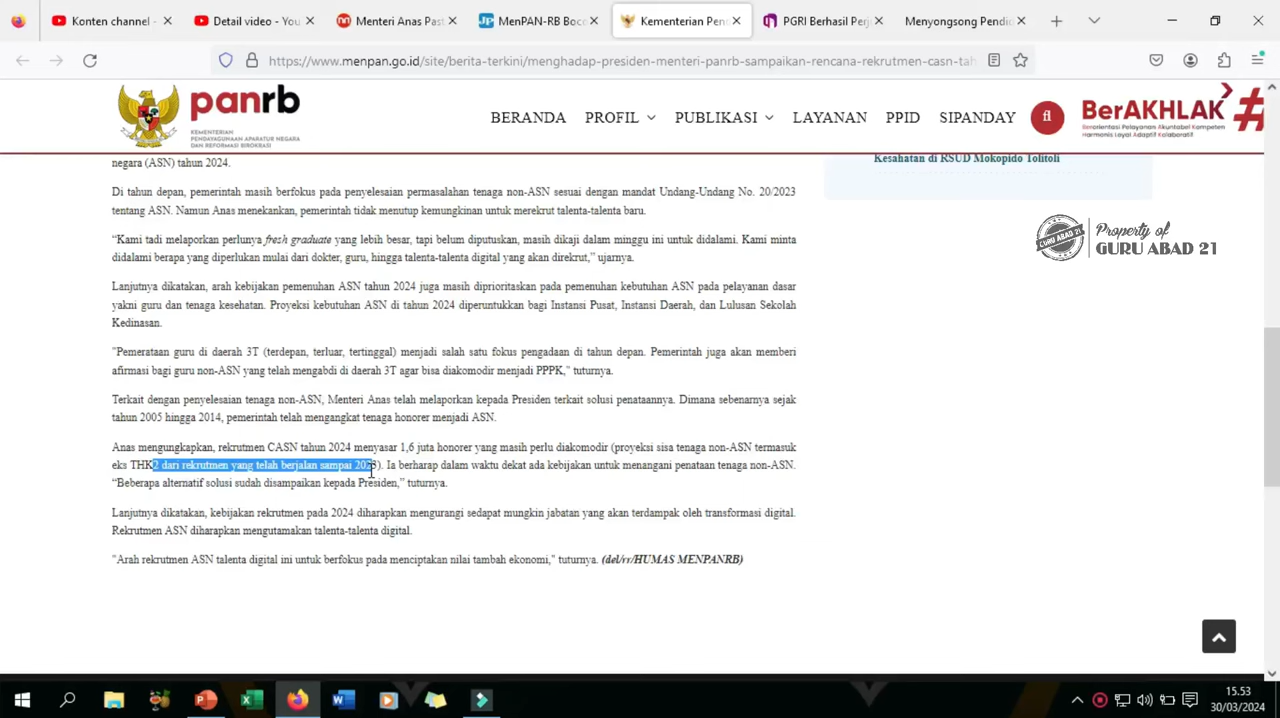 Konten channel -
Detail video - You
Menteri Anas Past
MenPAN-RB Boce
Kementerian Pen
PGRI Berhasil Perj
Menyongsong Pendid
https://www.menpan.go.id/site/berita-terkini/menghadap-presiden-menteri-panrb-sampaikan-rencana-rekrutmen-casn-tah
panrb
KEMENTERIAN
PENDAYAGUNAAN APARATUR NEGARA
DAN REFORMASI BIROKRASI
BERANDA PROFIL PUBLIKASI LAYANAN PPID SIPANDAY
BerAKHLAK #
Berorientasi Pelayanan Akuntabel Kompeten
Harmonis Loyal Adaptif Kolaboratif
negara (ASN) tahun 2024.
Kesahatan di RSUD Mokopido Tolitoli
Di tahun depan, pemerintah masih berfokus pada penyelesaian permasalahan tenaga non-ASN sesuai dengan mandat Undang-Undang No. 20/2023
tentang ASN. Namun Anas menekankan, pemerintah tidak menutup kemungkinan untuk merekrut talenta-talenta baru.
Property of
GURU ABAD 21
GURU ABAD 21
“Kami tadi melaporkan perlunya fresh graduate yang lebih besar, tapi belum diputuskan, masih dikaji dalam minggu ini untuk didalami. Kami minta
didalami berapa yang diperlukan mulai dari dokter, guru, hingga talenta-talenta digital yang akan direkrut,” ujarnya.
Lanjutnya dikatakan, arah kebijakan pemenuhan ASN tahun 2024 juga masih diprioritaskan pada pemenuhan kebutuhan ASN pada pelayanan dasar
yakni guru dan tenaga kesehatan. Proyeksi kebutuhan ASN di tahun 2024 diperuntukkan bagi Instansi Pusat, Instansi Daerah, dan Lulusan Sekolah
Kedinasan.
"Pemerataan guru di daerah 3T (terdepan, terluar, tertinggal) menjadi salah satu fokus pengadaan di tahun depan. Pemerintah juga akan memberi
afirmasi bagi guru non-ASN yang telah mengabdi di daerah 3T agar bisa diakomodir menjadi PPPK,” tuturnya.
Terkait dengan penyelesaian tenaga non-ASN, Menteri Anas telah melaporkan kepada Presiden terkait solusi penataannya. Dimana sebenarnya sejak
tahun 2005 hingga 2014, pemerintah telah mengangkat tenaga honorer menjadi ASN.
Anas mengungkapkan, rekrutmen CASN tahun 2024 menyasar 1,6 juta honorer yang masih perlu diakomodir (proyeksi sisa tenaga non-ASN termasuk
eks THK2 dari rekrutmen yang telah berjalan sampai 2023). Ia berharap dalam waktu dekat ada kebijakan untuk menangani penataan tenaga non-ASN.
“Beberapa alternatif solusi sudah disampaikan kepada Presiden,” tuturnya.
Lanjutnya dikatakan, kebijakan rekrutmen pada 2024 diharapkan mengurangi sedapat mungkin jabatan yang akan terdampak oleh transformasi digital.
Rekrutmen ASN diharapkan mengutamakan talenta-talenta digital.
"Arah rekrutmen ASN talenta digital ini untuk berfokus pada menciptakan nilai tambah ekonomi," tuturnya. (del/rr/HUMAS MENPANRB)
15.53
30/03/2024